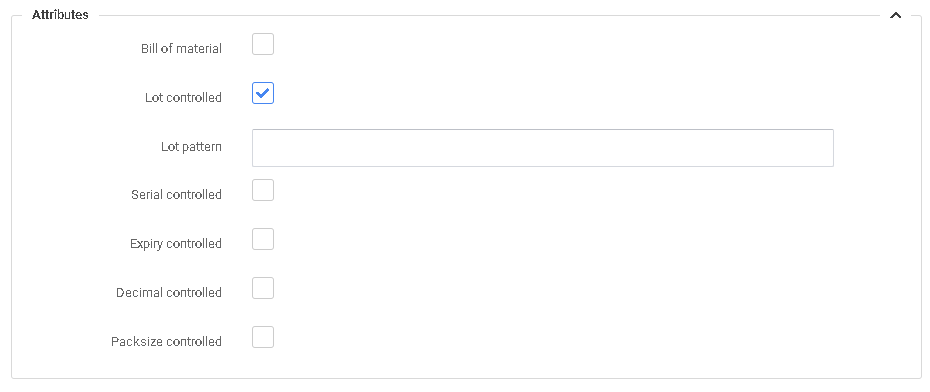 Attributes
Bill of material
Lot controlled
Lot pattern
Serial controlled
Expiry controlled
Decimal controlled
Packsize controlled